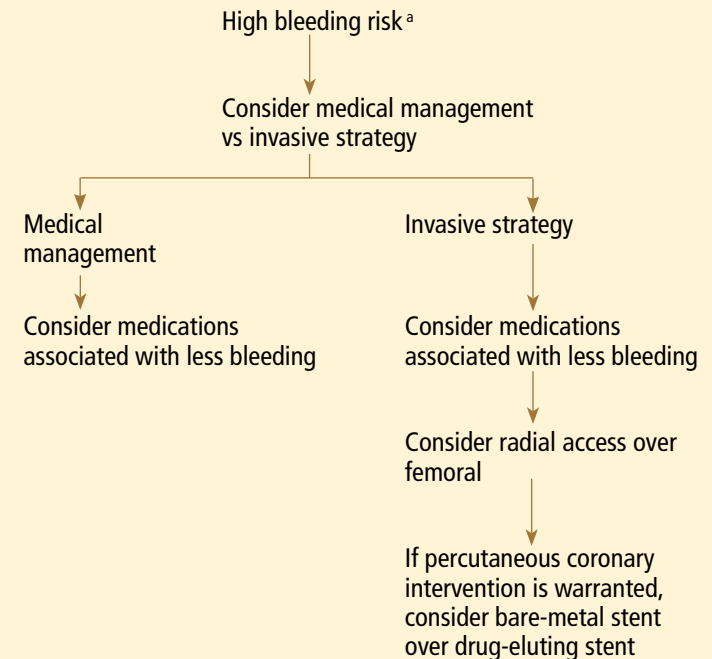 High bleeding risk a
Consider medical management
vs invasive strategy
Medical
management
Consider medications
associated with less bleeding
Invasive strategy
Consider medications
associated with less bleeding
Consider radial access over
femoral
If percutaneous coronary
intervention is warranted,
consider bare-metal stent
over drug-eluting stent